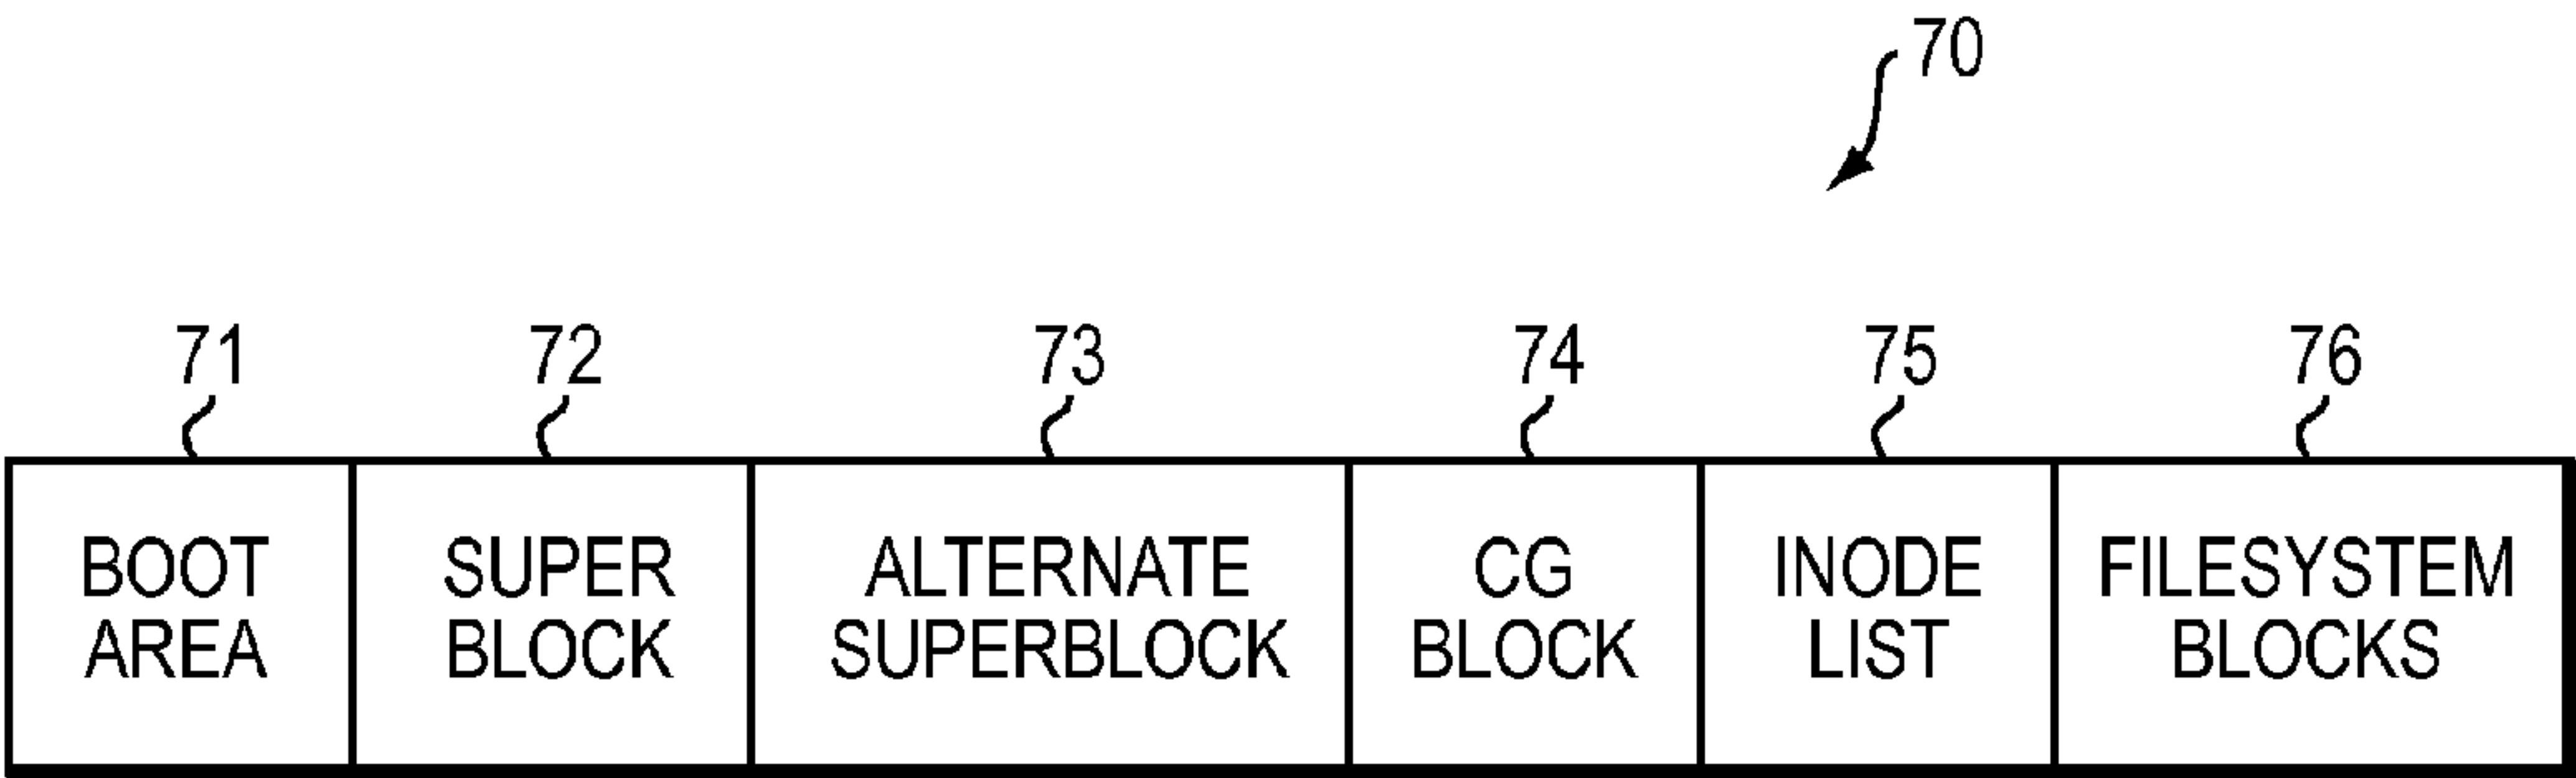 70
71 72 73 74 75 76
BOOT AREA
SUPER BLOCK
ALTERNATE SUPERBLOCK
CG BLOCK
INODE LIST
FILESYSTEM BLOCKS